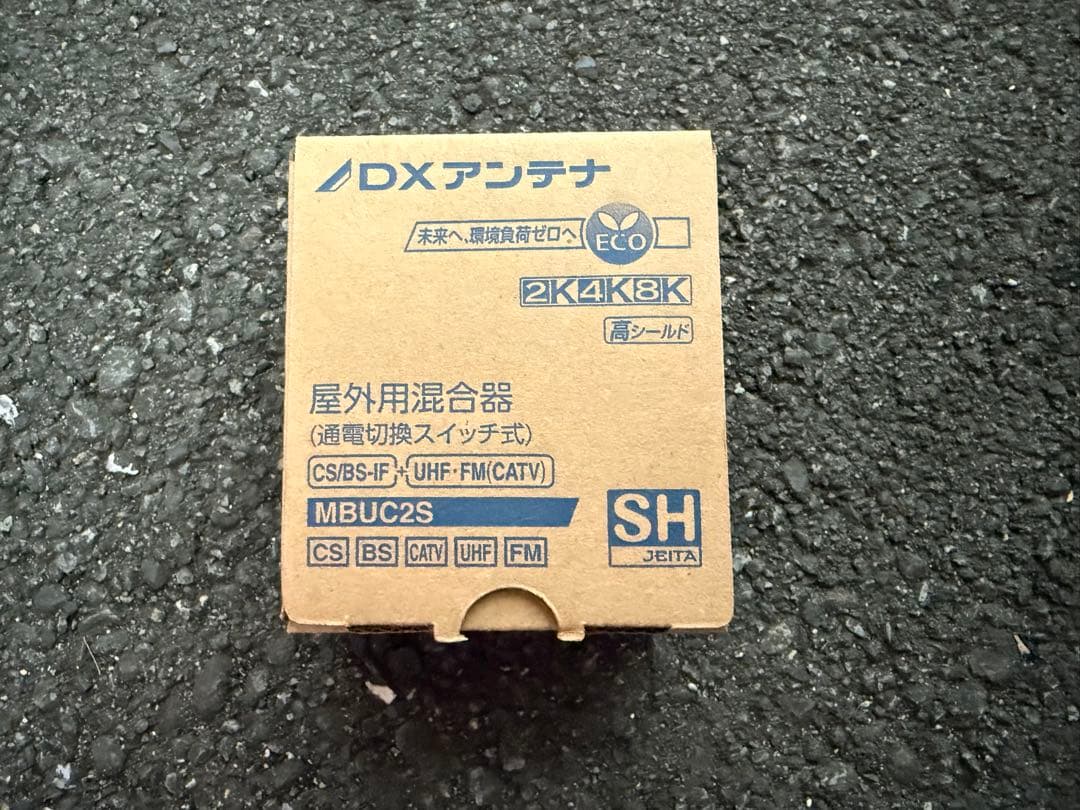 DXアンテナ
未来へ、環境負荷ゼロへ ECO
2K4K8K
高シールド
屋外用混合器
(通電切換スイッチ式)
CS/BS-IF+UHF・FM(CATV)
MBUC2S
CS BS CATV UHF FM
SH
JEITA